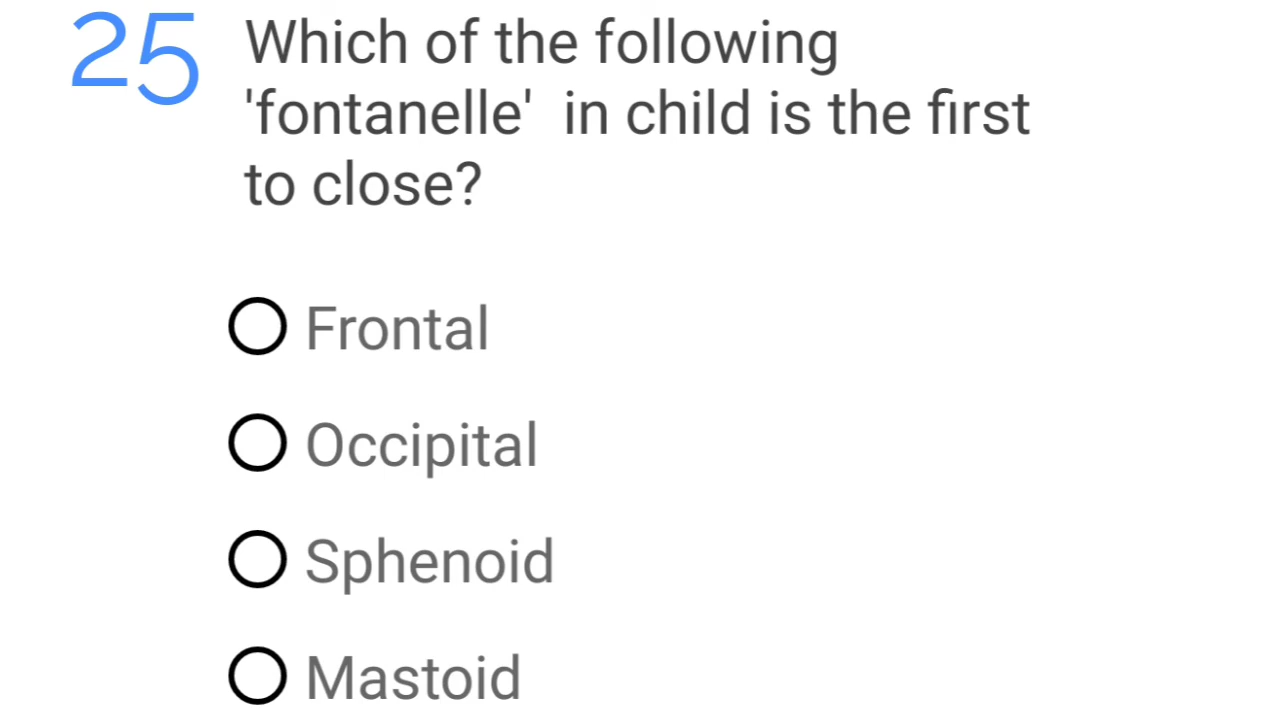 25 Which of the following
'fontanelle' in child is the first
to close?
Frontal
Occipital
Sphenoid
Mastoid